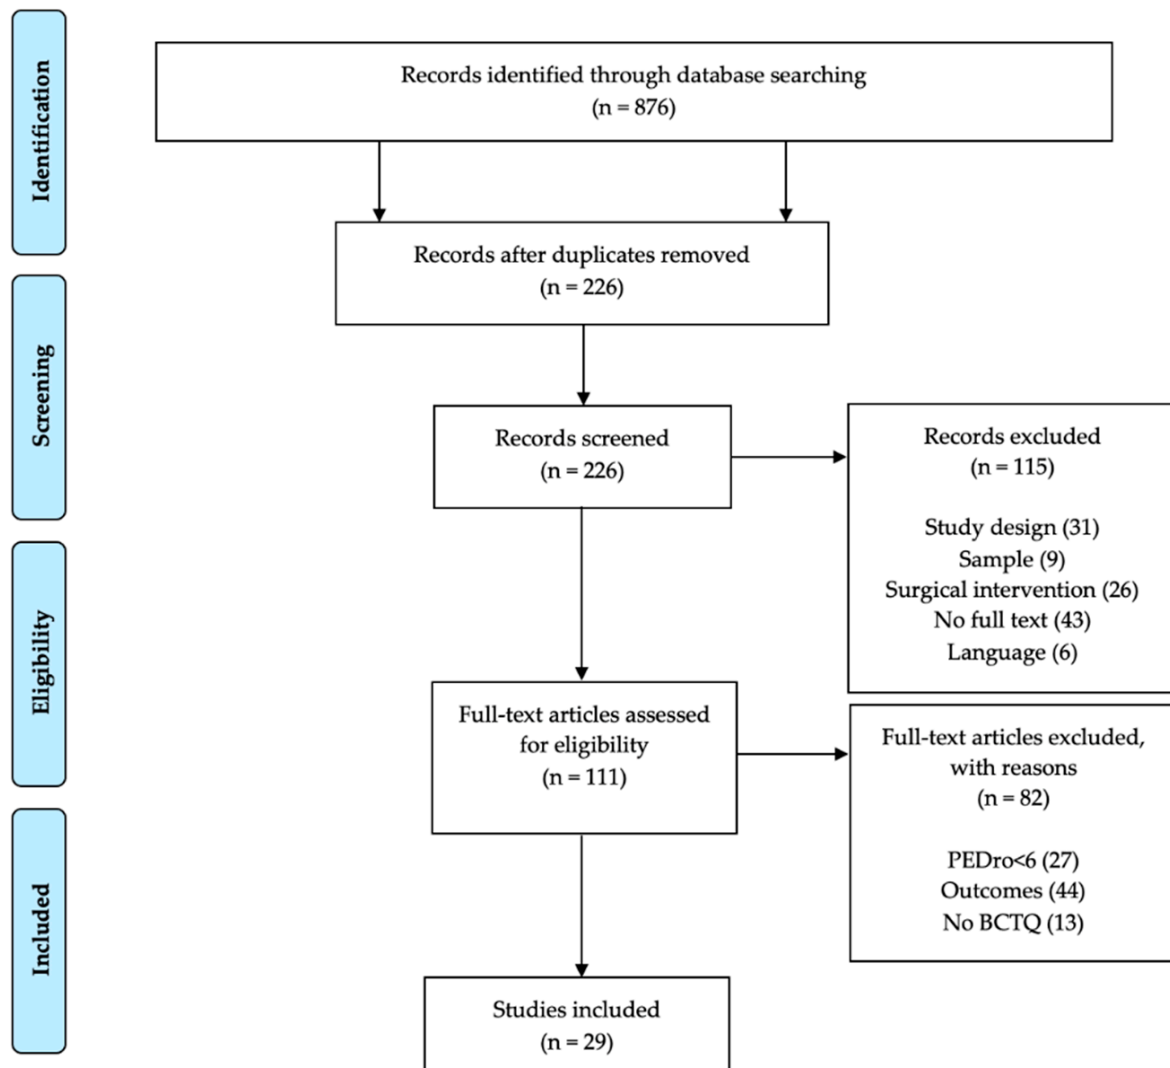 Identification
Records identified through database searching
(n = 876)
Records after duplicates removed
(n = 226)
Screening
Records screened
(n = 226)
Records excluded
(n = 115)
Study design (31)
Sample (9)
Surgical intervention (26)
No full text (43)
Language (6)
Eligibility
Full-text articles assessed
for eligibility
(n = 111)
Full-text articles excluded,
with reasons
(n = 82)
PEDro<6 (27)
Outcomes (44)
No BCTQ (13)
Included
Studies included
(n = 29)